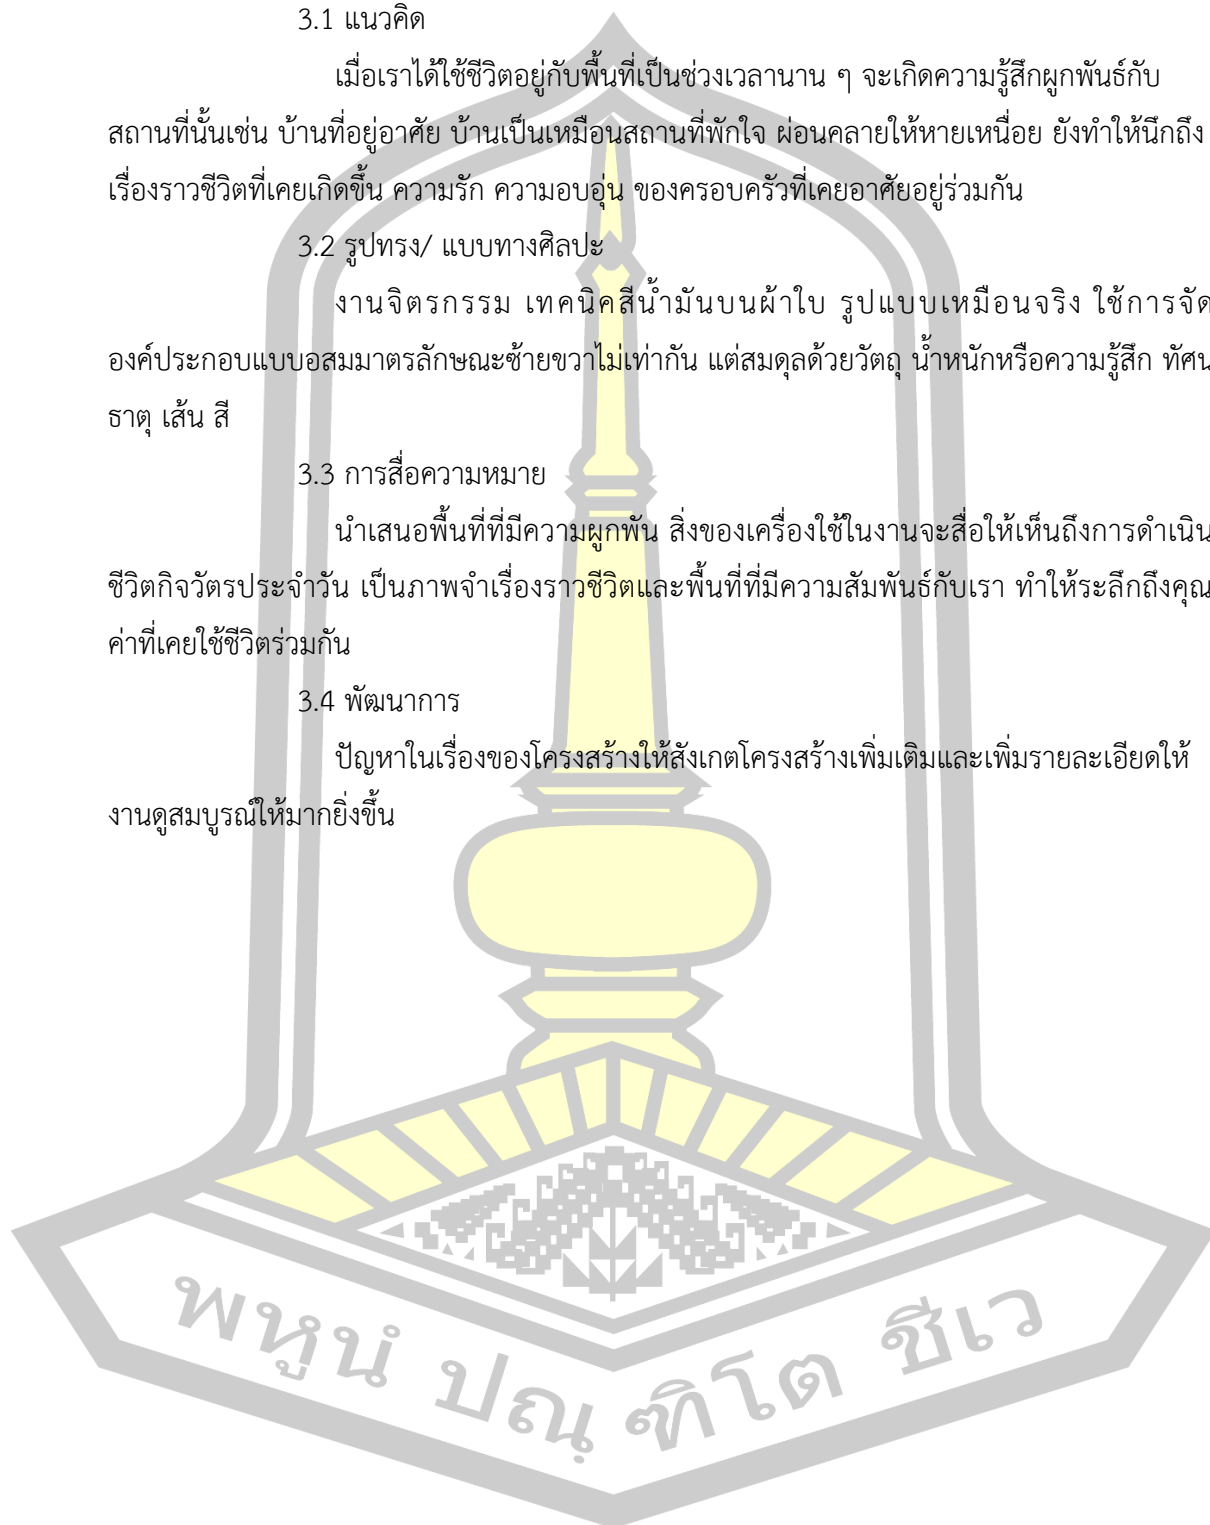 3.1 แนวคิด
เมื่อเราได้ใช้ชีวิตอยู่กับพื้นที่เป็นช่วงเวลานาน ๆ จะเกิดความรู้สึกผูกพันธ์กับ
สถานที่นั้นเช่น บ้านที่อยู่อาศัย บ้านเป็นเหมือนสถานที่พักใจ ผ่อนคลายให้หายเหนื่อย ยังทำให้นึกถึง
เรื่องราวชีวิตที่เคยเกิดขึ้น ความรัก ความอบอุ่น ของครอบครัวที่เคยอาศัยอยู่ร่วมกัน
3.2 รูปทรง/ แบบทางศิลปะ
งานจิตรกรรม เทคนิคสีน้ำมันบนผ้าใบ รูปแบบเหมือนจริง ใช้การจัด
องค์ประกอบแบบอสมมาตรลักษณะซ้ายขวาไม่เท่ากัน แต่สมดุลด้วยวัตถุ น้ำหนักหรือความรู้สึก ทัศน
ธาตุ เส้น สี
3.3 การสื่อความหมาย
นำเสนอพื้นที่ที่มีความผูกพัน สิ่งของเครื่องใช้ในงานจะสื่อให้เห็นถึงการดำเนิน
ชีวิตกิจวัตรประจำวัน เป็นภาพจำเรื่องราวชีวิตและพื้นที่ที่มีความสัมพันธ์กับเรา ทำให้ระลึกถึงคุณ
ค่าที่เคยใช้ชีวิตร่วมกัน
3.4 พัฒนาการ
ปัญหาในเรื่องของโครงสร้างให้สังเกตโครงสร้างเพิ่มเติมและเพิ่มรายละเอียดให้
งานดูสมบูรณ์ให้มากยิ่งขึ้น
พหูนํ ปณฺฑิโต ชีเว